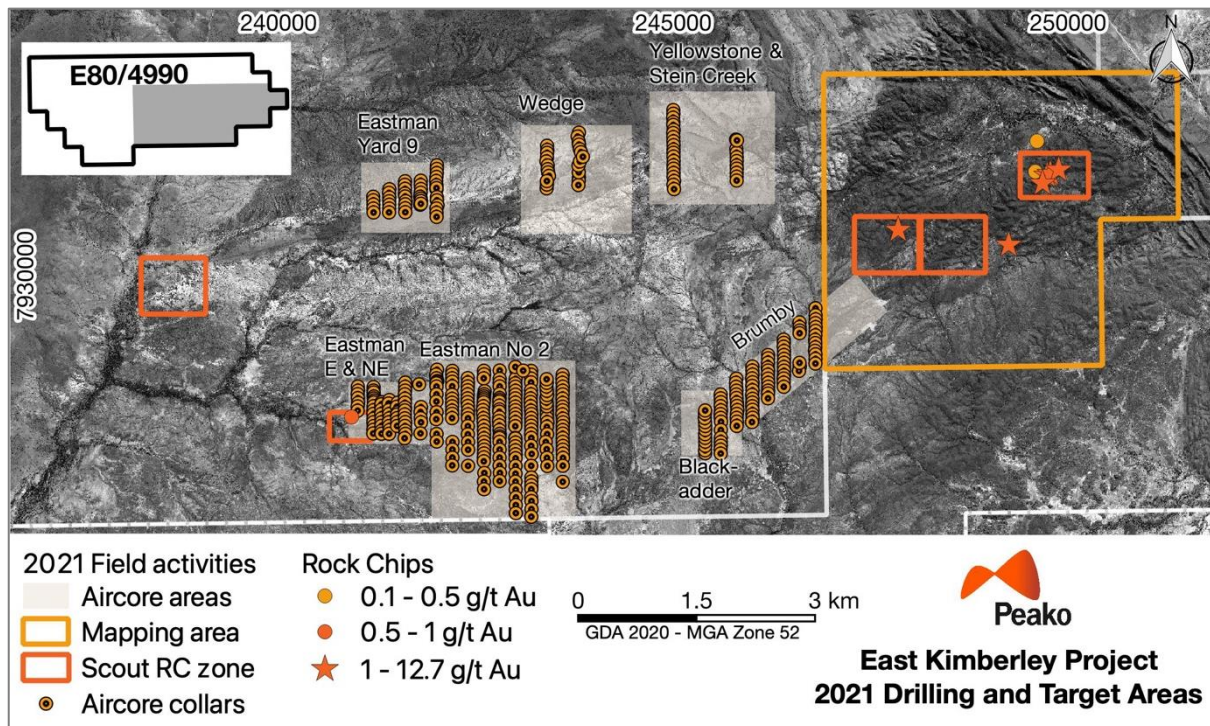 240000
245000
250000
N
E80/4990
Yellowstone &
Stein Creek
Wedge
Eastman
Yard 9
7930000
Brumby
Eastman
E & NE
Eastman No 2
Black-
adder
2021 Field activities
Aircore areas
Mapping area
Scout RC zone
Aircore collars
Rock Chips
0.1 - 0.5 g/t Au
0.5 - 1 g/t Au
1 - 12.7 g/t Au
0 1.5 3 km
GDA 2020 - MGA Zone 52
Peako
East Kimberley Project
2021 Drilling and Target Areas